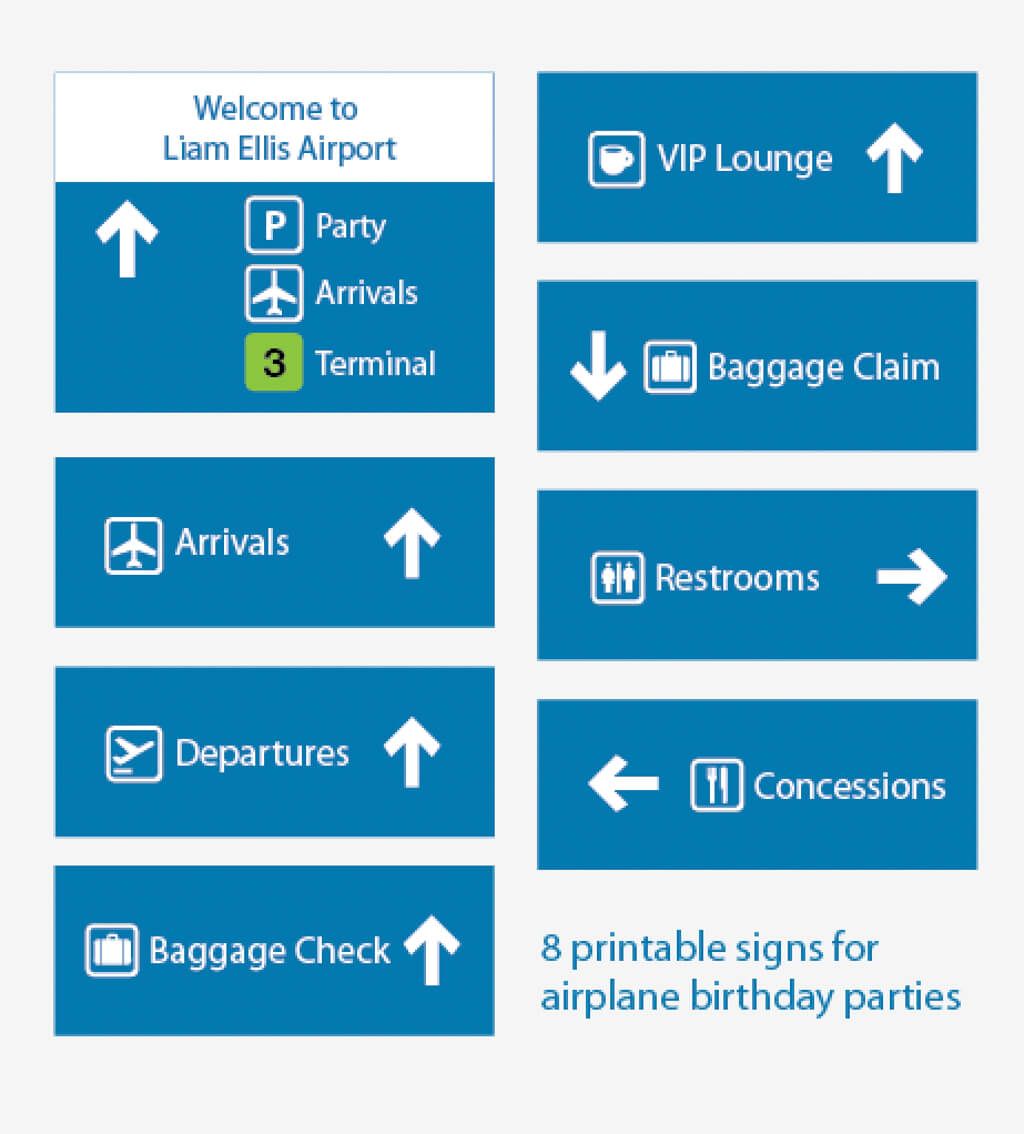 Welcome to
Liam Ellis Airport
P Party
Arrivals
3 Terminal
Arrivals
Departures
Baggage Check
VIP Lounge
Baggage Claim
Restrooms
Concessions
8 printable signs for
airplane birthday parties